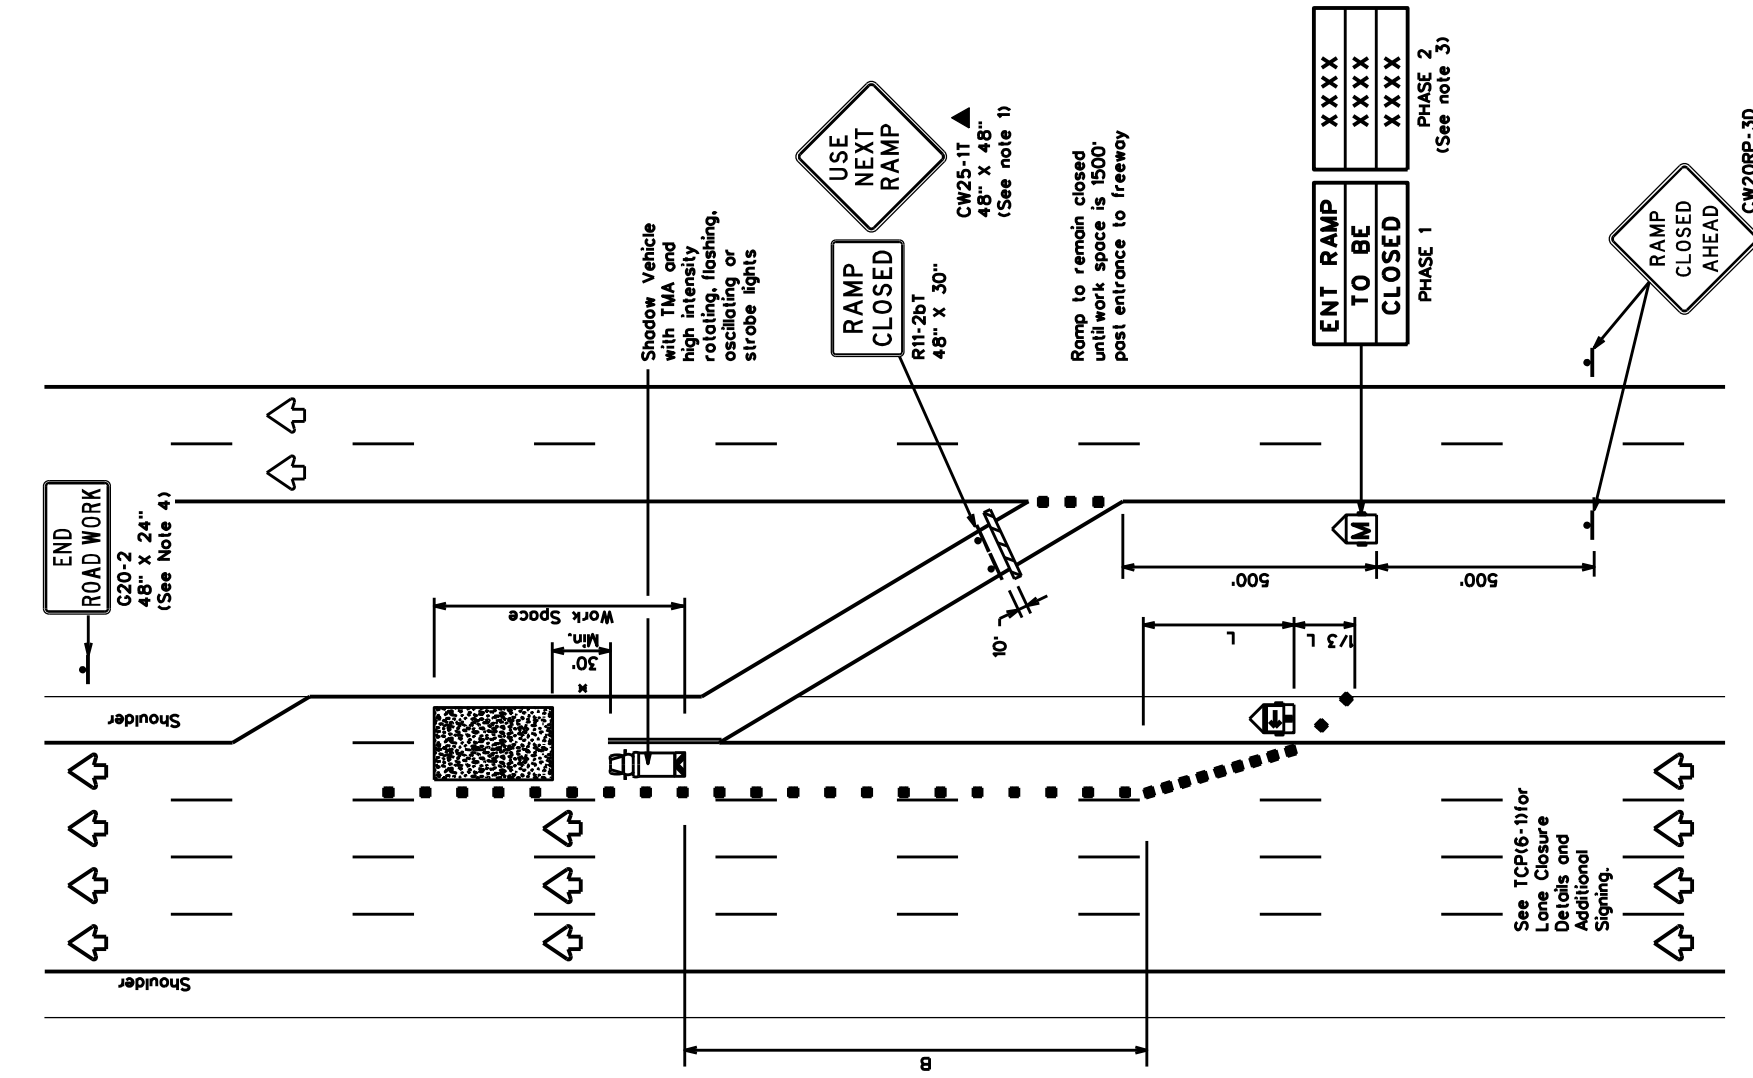 END
ROAD WORK
G20-2
48" X 24"
(See Note 4)
Shoulder
Shoulder
Work Space
30'
Min.
x
Shadow Vehicle
with TMA and
high intensity
rotating, flashing,
oscillating or
strobe lights
USE
NEXT
RAMP
CW25-1T
48" X 48"
(See note 1)
RAMP
CLOSED
R11-2bT
48" X 30"
10'
Ramp to remain closed
until work space is 1500'
past entrance to freeway
ENT RAMP
TO BE
CLOSED
PHASE 1
XXXX
XXXX
XXXX
PHASE 2
(See note 3)
M
500'
500'
L
1/3 L
B
RAMP
CLOSED
AHEAD
CW20RP-3D
See TCP(6-1)for
Lane Closure
Details and
Additional
Signing.